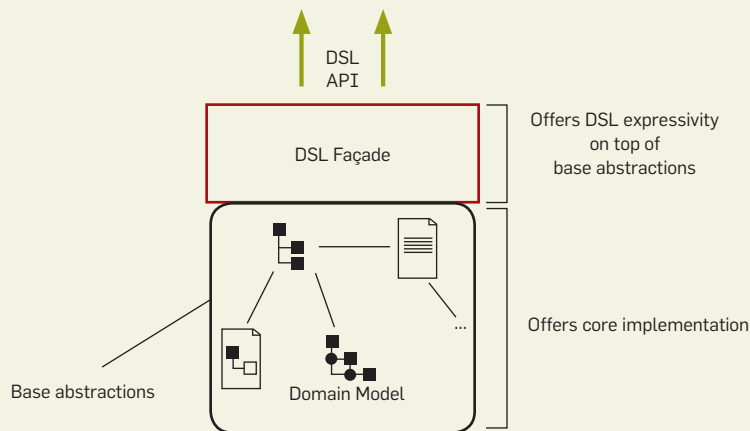 DSL
API
DSL Façade
Offers DSL expressivity
on top of
base abstractions
...
Offers core implementation
Base abstractions
Domain Model